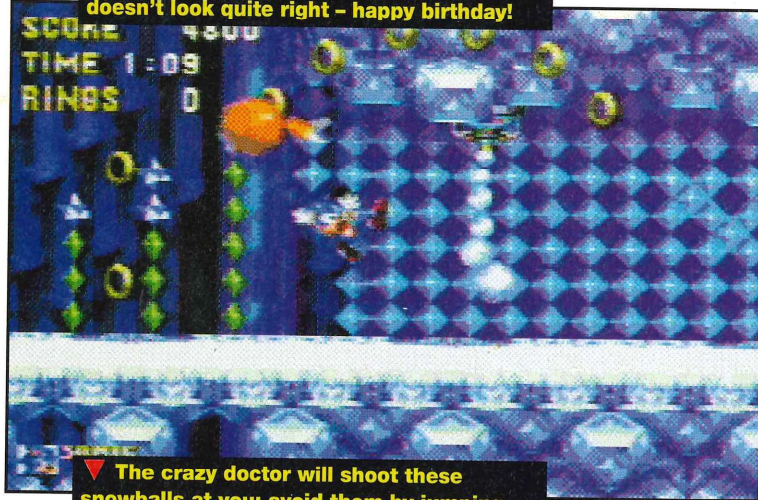 doesn't look quite right – happy birthday!
SCORE 4800
TIME 1:09
RINGS 0
The crazy doctor will shoot these
snowballs at you; avoid them by jumping